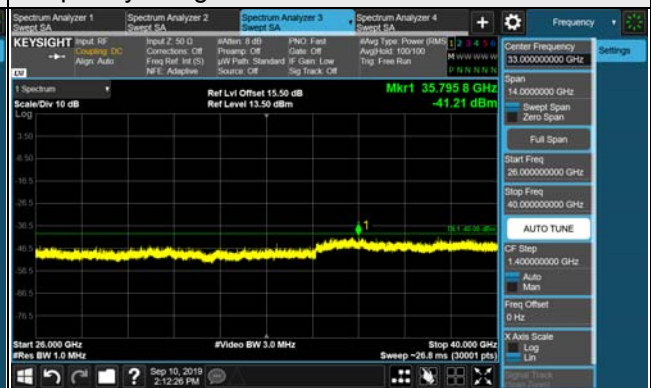 Spectrum Analyzer 1
Swept SA
Spectrum Analyzer 2
Swept SA
Spectrum Analyzer 3
Swept SA
Spectrum Analyzer 4
Swept SA
+
Frequency
KEYSIGHT
Input: RF
Coupling: DC
Align: Auto
Input Z: 50 Ω
Corrections: Off
Freq Ref: Int (S)
NFE: Adaptive
#Atten: 8 dB
Preamp: Off
µW Path: Standard
Source: Off
PNO: Fast
Gate: Off
IF Gain: Low
Sig Track: Off
#Avg Type: Power (RMS)
Avg|Hold: 100/100
Trig: Free Run
1 2 3 4 5 6
M W W W W W
P N N N N N
LXI
Center Frequency
33.000000000 GHz
Settings
Span
14.0000000 GHz
Swept Span
Zero Span
Full Span
Start Freq
26.000000000 GHz
Stop Freq
40.000000000 GHz
AUTO TUNE
CF Step
1.400000000 GHz
Auto
Man
Freq Offset
0 Hz
X Axis Scale
Log
Lin
Signal Track
1 Spectrum
Scale/Div 10 dB
Log
Ref Lvl Offset 15.50 dB
Ref Level 13.50 dBm
Mkr1 35.795 8 GHz
-41.21 dBm
3.50
-6.50
-16.5
-26.5
-36.5
-46.5
-56.5
-66.5
-76.5
1
DL1 -40.00 dBm
Start 26.000 GHz
#Res BW 1.0 MHz
#Video BW 3.0 MHz
Stop 40.000 GHz
Sweep ~26.8 ms (30001 pts)
?
Sep 10, 2019
2:12:26 PM